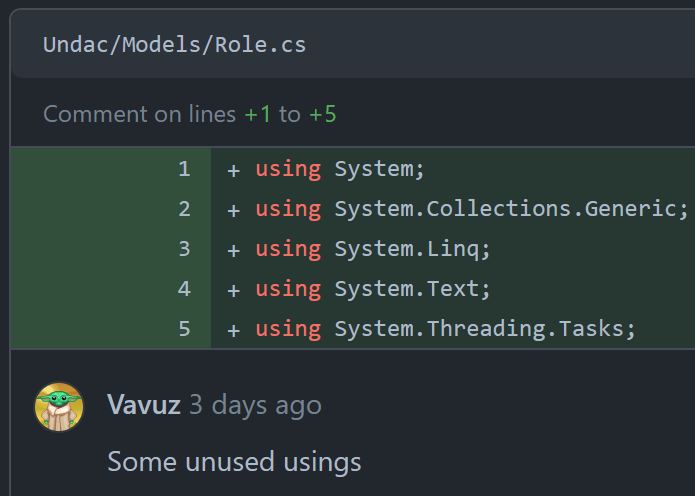 Undac/Models/Role.cs
Comment on lines +1 to +5
1 + using System;
2 + using System.Collections.Generic;
3 + using System.Linq;
4 + using System.Text;
5 + using System.Threading.Tasks;
Vavuz 3 days ago
Some unused usings